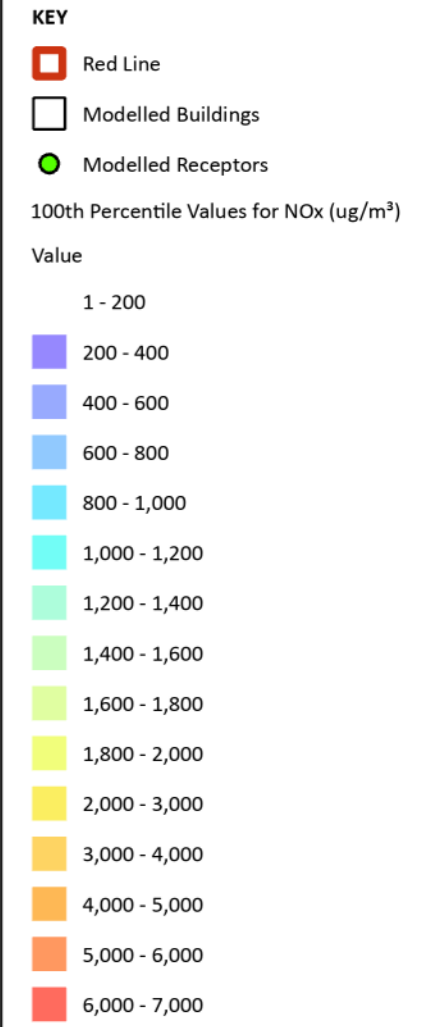 KEY
Red Line
Modelled Buildings
Modelled Receptors
100th Percentile Values for NOx (ug/m³)
Value
1 - 200
200 - 400
400 - 600
600 - 800
800 - 1,000
1,000 - 1,200
1,200 - 1,400
1,400 - 1,600
1,600 - 1,800
1,800 - 2,000
2,000 - 3,000
3,000 - 4,000
4,000 - 5,000
5,000 - 6,000
6,000 - 7,000